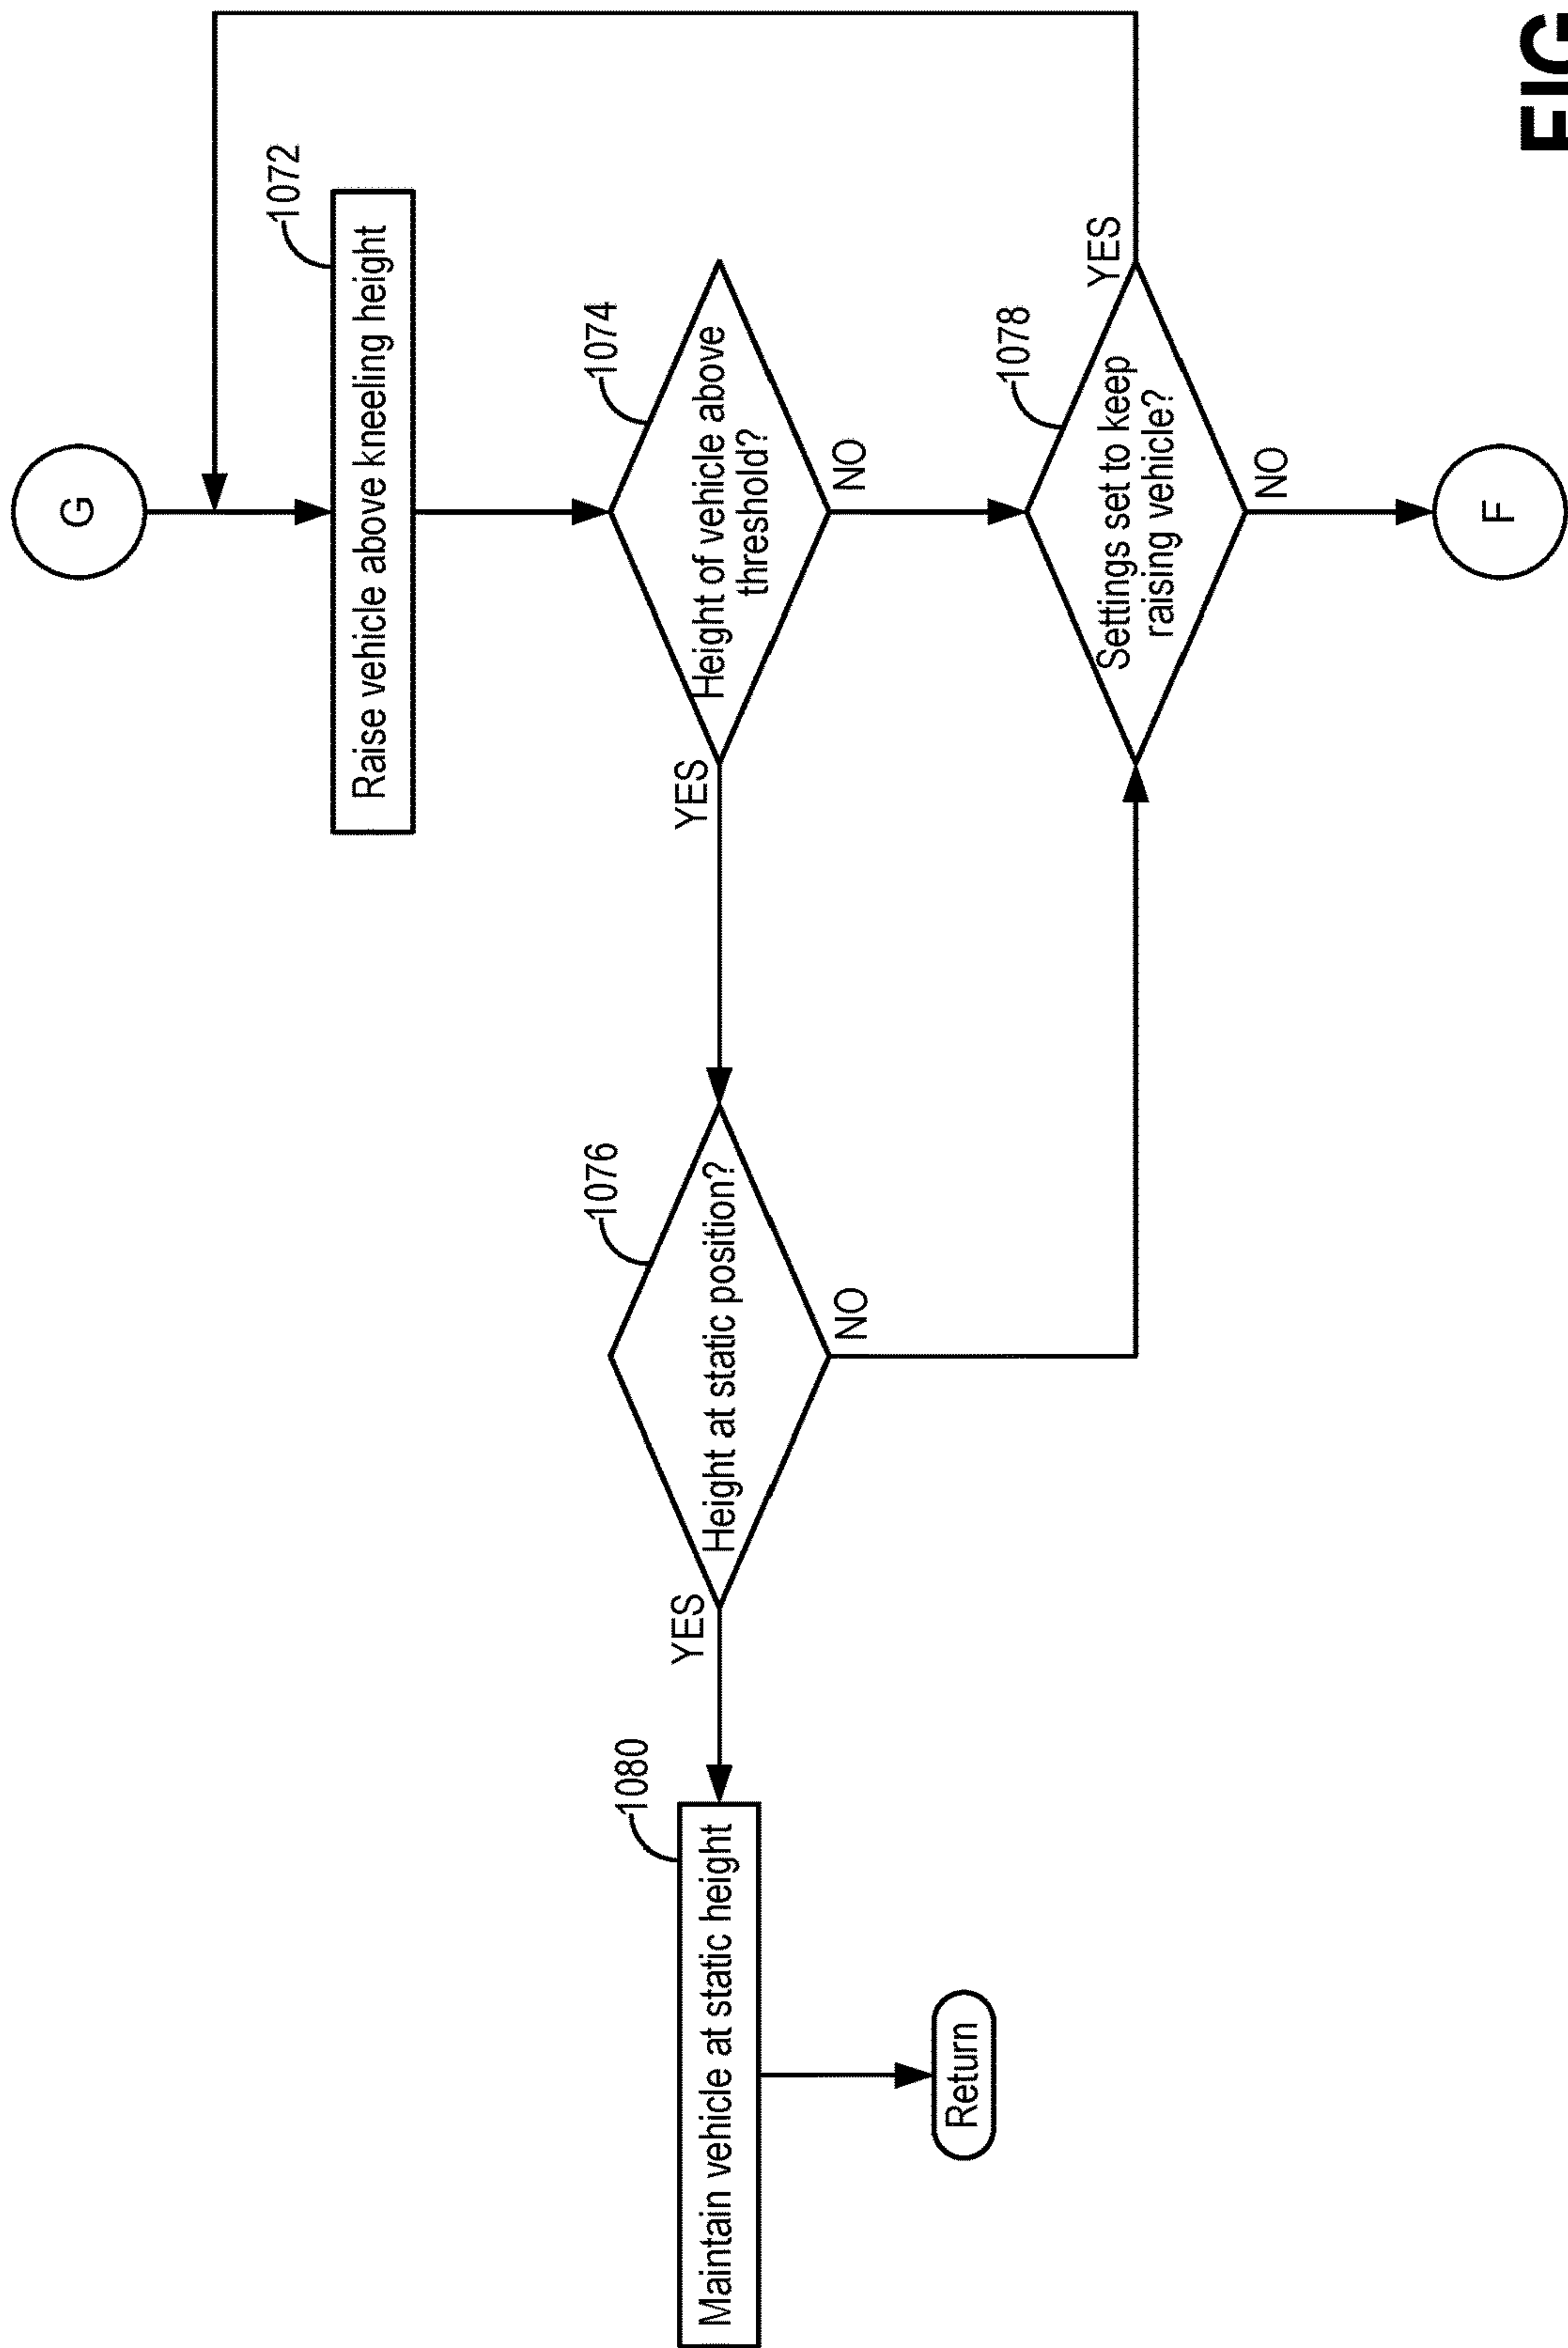 G
1072
Raise vehicle above kneeling height
1074
Height of vehicle above
threshold?
YES
NO
1076
Height at static position?
YES
NO
1078
Settings set to keep
raising vehicle?
YES
NO
1080
Maintain vehicle at static height
Return
F